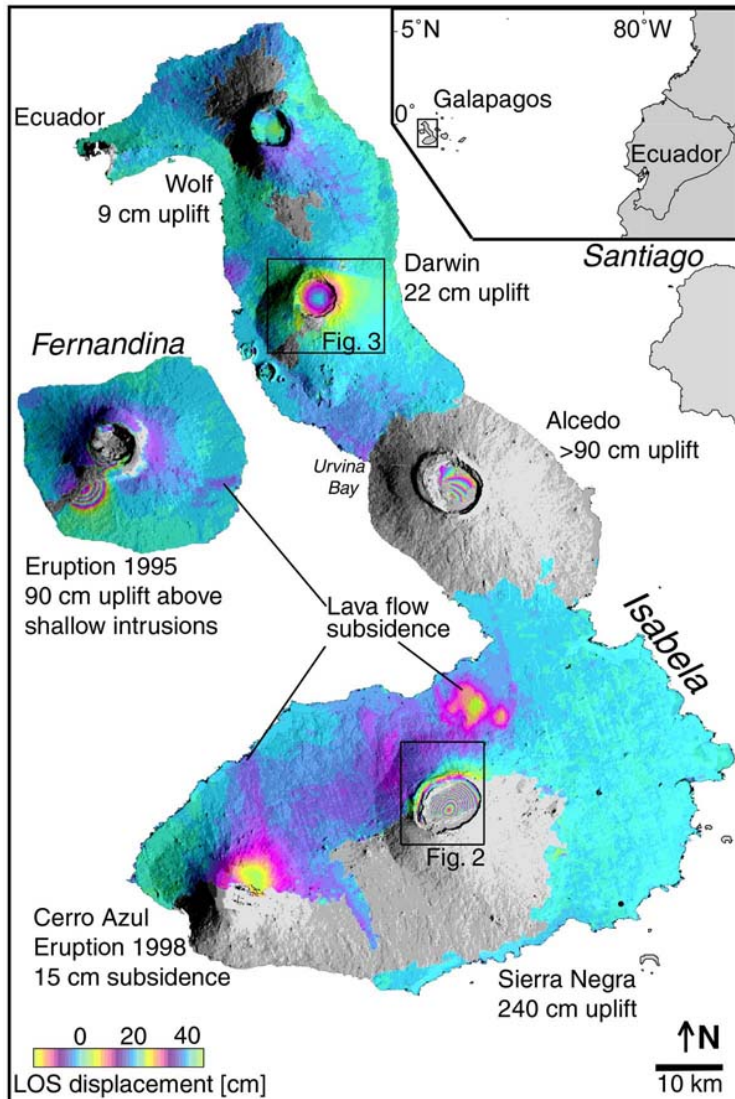 5°N
80°W
0°
Galapagos
Ecuador
Ecuador
Wolf
9 cm uplift
Santiago
Darwin
22 cm uplift
Fig. 3
Fernandina
Alcedo
>90 cm uplift
Urvina
Bay
Eruption 1995
90 cm uplift above
shallow intrusions
Lava flow
subsidence
Isabela
Fig. 2
Cerro Azul
Eruption 1998
15 cm subsidence
Sierra Negra
240 cm uplift
0 20 40
LOS displacement [cm]
↑N
10 km